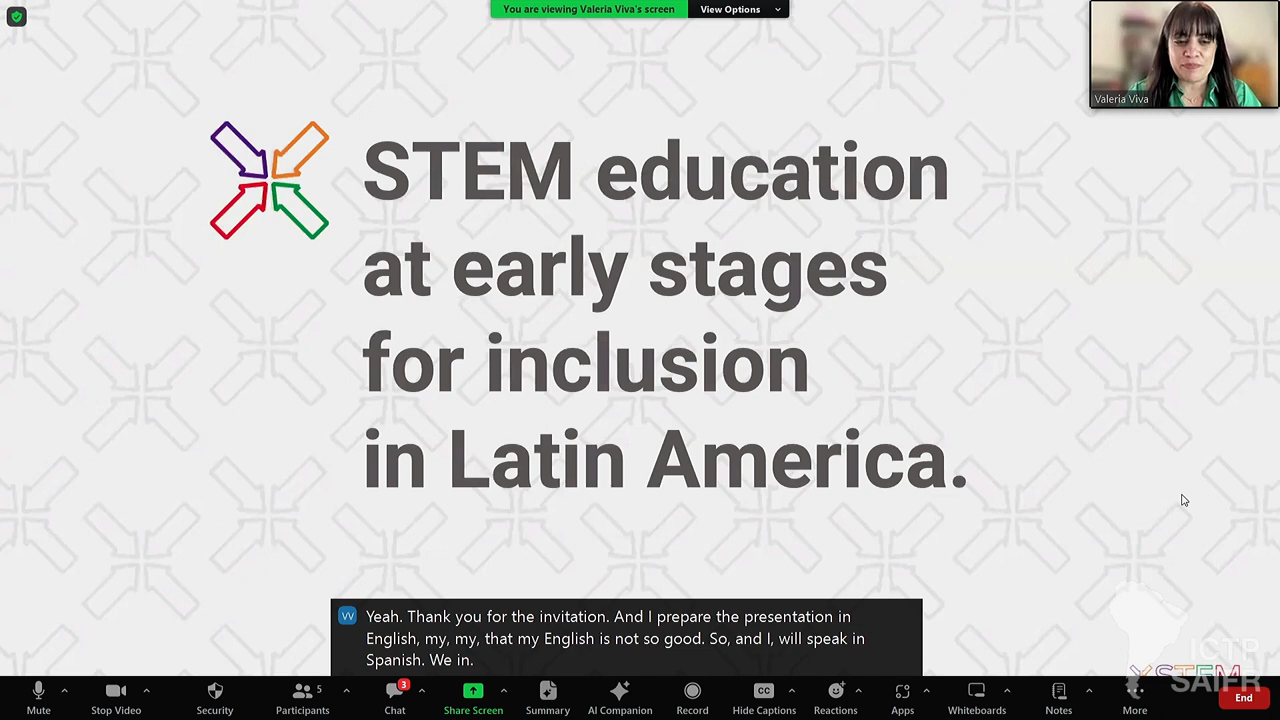 You are viewing Valeria Viva's screen
View Options
Valeria Viva
STEM education
at early stages
for inclusion
in Latin America.
VV
Yeah. Thank you for the invitation. And I prepare the presentation in
English, my, my, that my English is not so good. So, and I, will speak in
Spanish. We in.
XSTEM
ICTP
SAIFR
Mute
Stop Video
Security
Participants
5
Chat
3
Share Screen
Summary
AI Companion
Record
CC
Hide Captions
Reactions
Apps
Whiteboards
Notes
More
End